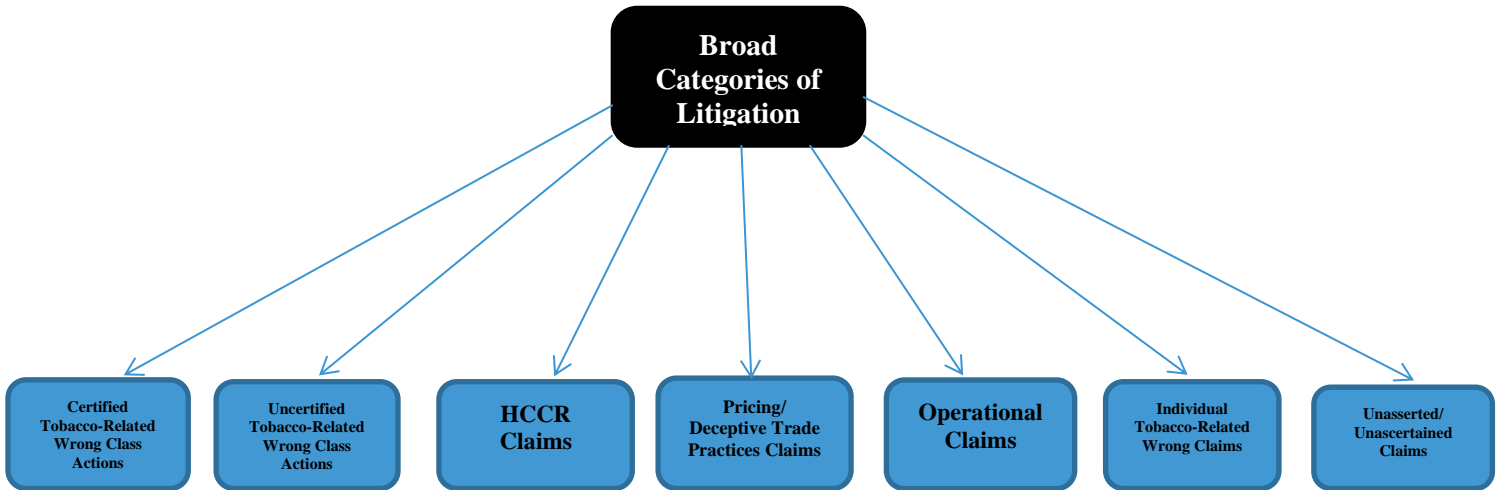 Broad
Categories of
Litigation
Certified
Tobacco-Related
Wrong Class
Actions
Uncertified
Tobacco-Related
Wrong Class
Actions
HCCR
Claims
Pricing/
Deceptive Trade
Practices Claims
Operational
Claims
Individual
Tobacco-Related
Wrong Claims
Unasserted/
Unascertained
Claims